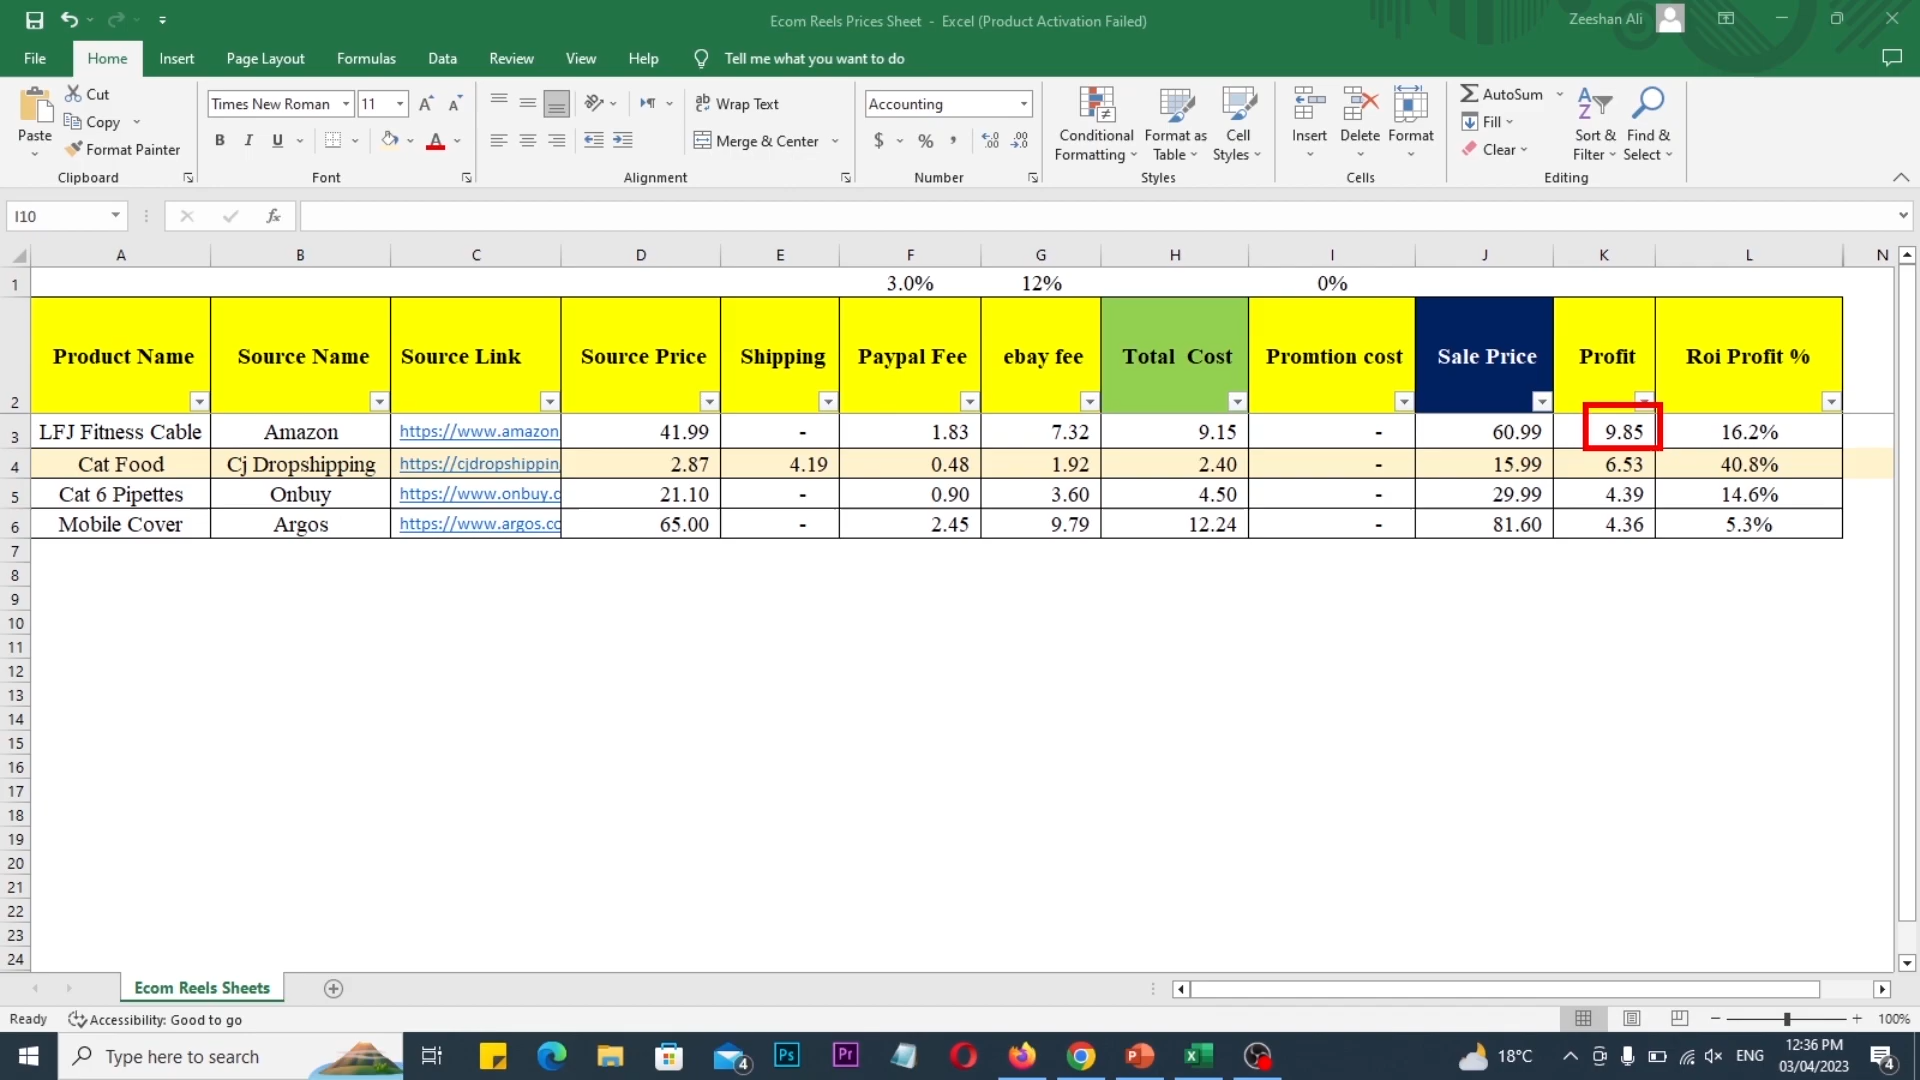 Ecom Reels Prices Sheet - Excel (Product Activation Failed)
Zeeshan Ali
File Home Insert Page Layout Formulas Data Review View Help Tell me what you want to do
Paste
Cut
Copy
Format Painter
Clipboard
Times New Roman 11
B I U
Font
Wrap Text
Merge & Center
Alignment
Accounting
$ % ,
Number
Conditional Formatting
Format as Table
Cell Styles
Styles
Insert Delete Format
Cells
AutoSum
Fill
Clear
Sort & Filter
Find & Select
Editing
I10 fx
A B C D E F G H I J K L N
1 3.0% 12% 0%
2 Product Name Source Name Source Link Source Price Shipping Paypal Fee ebay fee Total Cost Promtion cost Sale Price Profit Roi Profit %
3 LFJ Fitness Cable Amazon https://www.amazon 41.99 - 1.83 7.32 9.15 - 60.99 9.85 16.2%
4 Cat Food Cj Dropshipping https://cjdropshippin 2.87 4.19 0.48 1.92 2.40 - 15.99 6.53 40.8%
5 Cat 6 Pipettes Onbuy https://www.onbuy.c 21.10 - 0.90 3.60 4.50 - 29.99 4.39 14.6%
6 Mobile Cover Argos https://www.argos.co 65.00 - 2.45 9.79 12.24 - 81.60 4.36 5.3%
7
8
9
10
11
12
13
14
15
16
17
18
19
20
21
22
23
24
Ecom Reels Sheets
Ready Accessibility: Good to go 100%
Type here to search
4
Ps
Pr
18°C
ENG
12:36 PM
03/04/2023
4